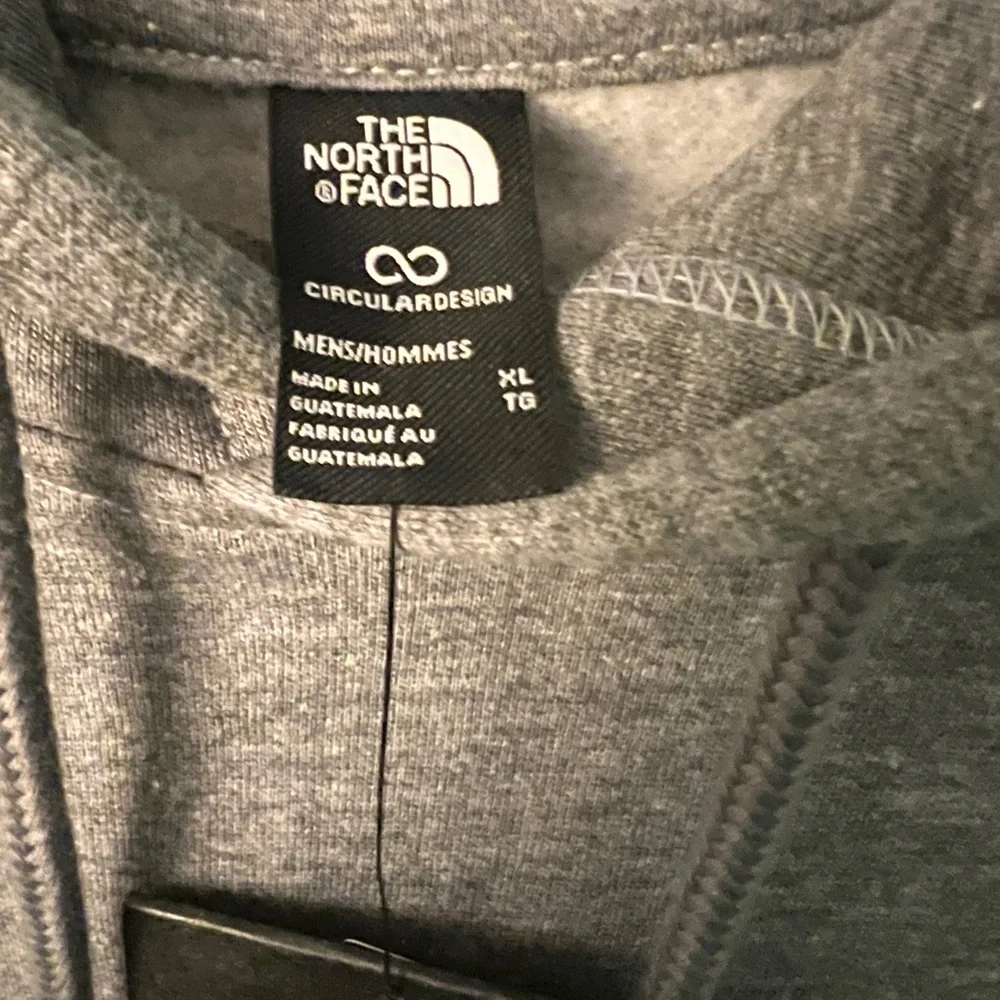 THE
NORTH
® FACE
CIRCULARDESIGN
MENS/HOMMES
MADE IN
GUATEMALA
FABRIQUÉ AU
GUATEMALA
XL
TG